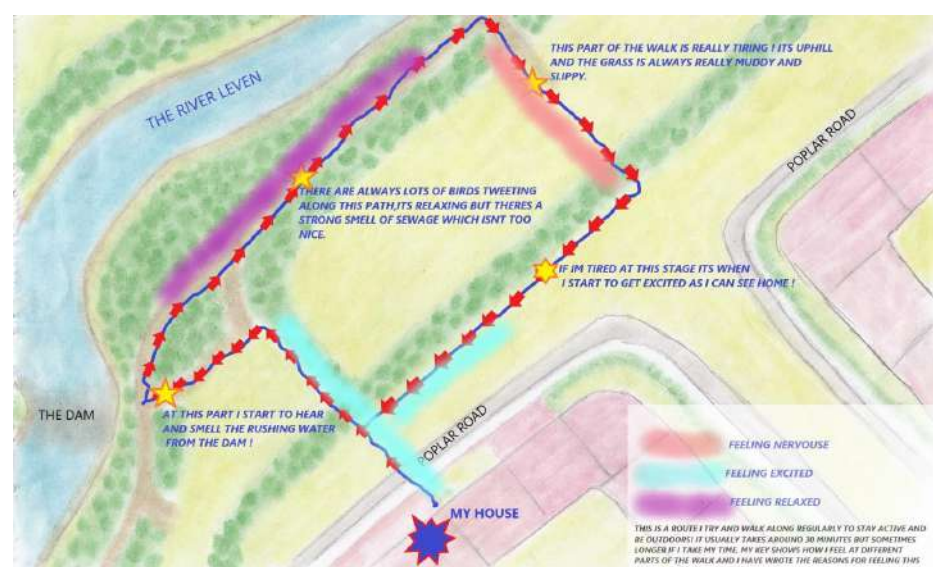 THIS PART OF THE WALK IS REALLY TIRING ! ITS UPHILL
AND THE GRASS IS ALWAYS REALLY MUDDY AND
SLIPPY.
THE RIVER LEVEN
POPLAR ROAD
THERE ARE ALWAYS LOTS OF BIRDS TWEETING
ALONG THIS PATH,ITS RELAXING BUT THERES A
STRONG SMELL OF SEWAGE WHICH ISNT TOO
NICE.
IF IM TIRED AT THIS STAGE ITS WHEN
I START TO GET EXCITED AS I CAN SEE HOME !
THE DAM
AT THIS PART I START TO HEAR
AND SMELL THE RUSHING WATER
FROM THE DAM !
POPLAR ROAD
MY HOUSE
FEELING NERVOUSE
FEELING EXCITED
FEELING RELAXED
THIS IS A ROUTE I TRY AND WALK ALONG REGULARLY TO STAY ACTIVE AND
BE OUTDOORS! IT USUALLY TAKES AROUND 30 MINUTES BUT SOMETIMES
LONGER IF I TAKE MY TIME. MY KEY SHOWS HOW I FEEL AT DIFFERENT
PARTS OF THE WALK AND I HAVE WROTE THE REASONS FOR FEELING THIS